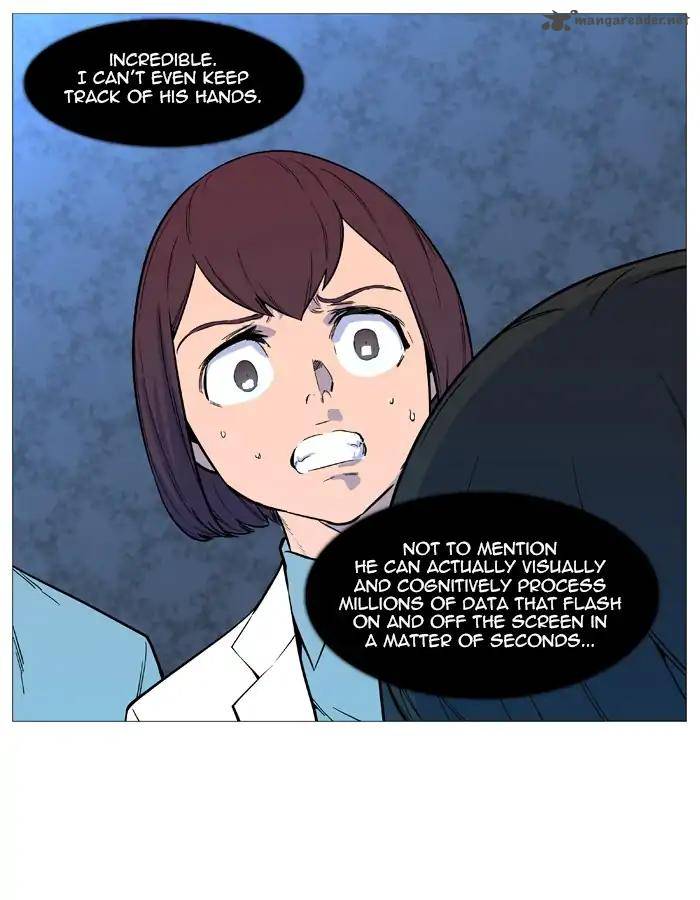 mangareader.net
INCREDIBLE.
I CAN'T EVEN KEEP
TRACK OF HIS HANDS.
NOT TO MENTION
HE CAN ACTUALLY VISUALLY
AND COGNITIVELY PROCESS
MILLIONS OF DATA THAT FLASH
ON AND OFF THE SCREEN IN
A MATTER OF SECONDS...